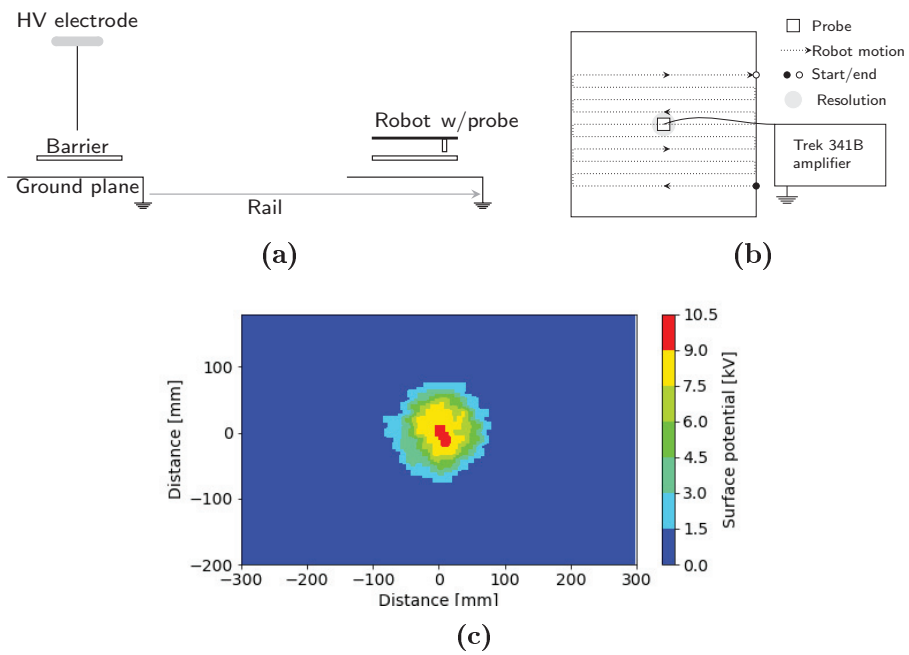 HV electrode
Barrier
Ground plane
Robot w/probe
Rail
(a)
Probe
Robot motion
Start/end
Resolution
Trek 341B
amplifier
(b)
Distance [mm]
100
0
−100
−200
−300
−200
−100
0
100
200
300
Distance [mm]
10.5
9.0
7.5
6.0
4.5
3.0
1.5
0.0
Surface potential [kV]
(c)